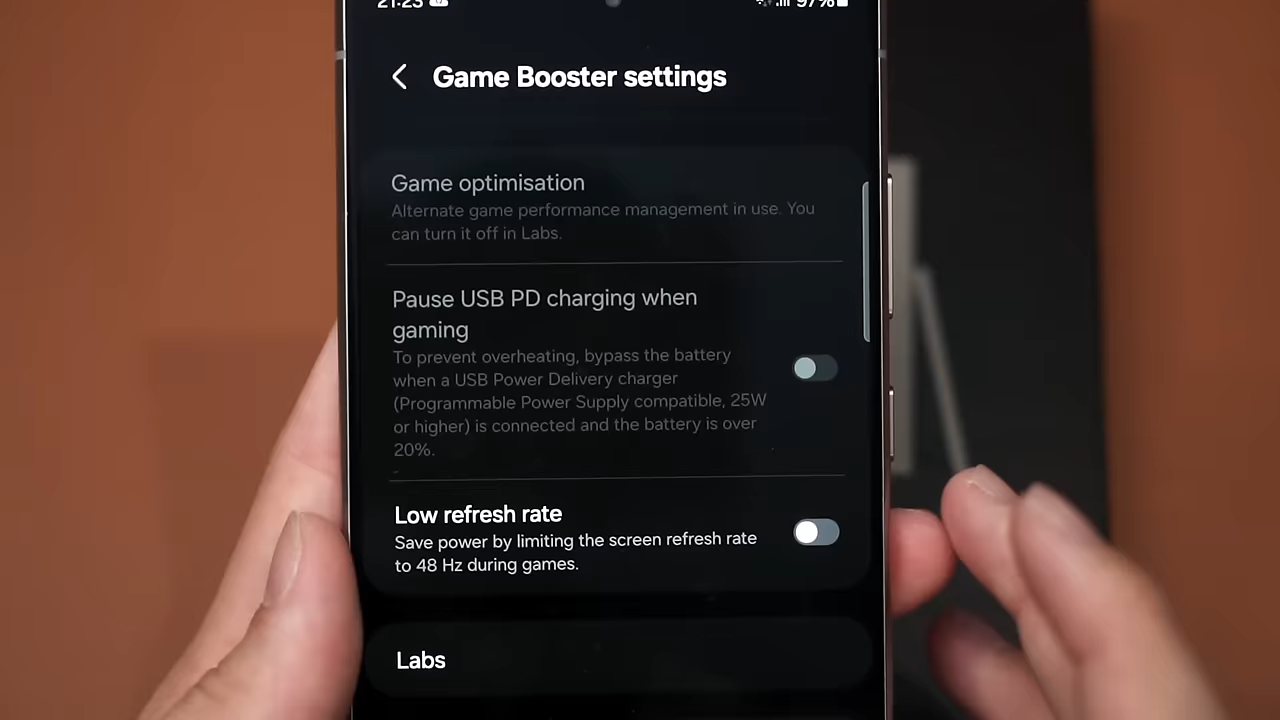 21:23 97%
Game Booster settings
Game optimisation
Alternate game performance management in use. You
can turn it off in Labs.
Pause USB PD charging when
gaming
To prevent overheating, bypass the battery
when a USB Power Delivery charger
(Programmable Power Supply compatible, 25W
or higher) is connected and the battery is over
20%.
Low refresh rate
Save power by limiting the screen refresh rate
to 48 Hz during games.
Labs